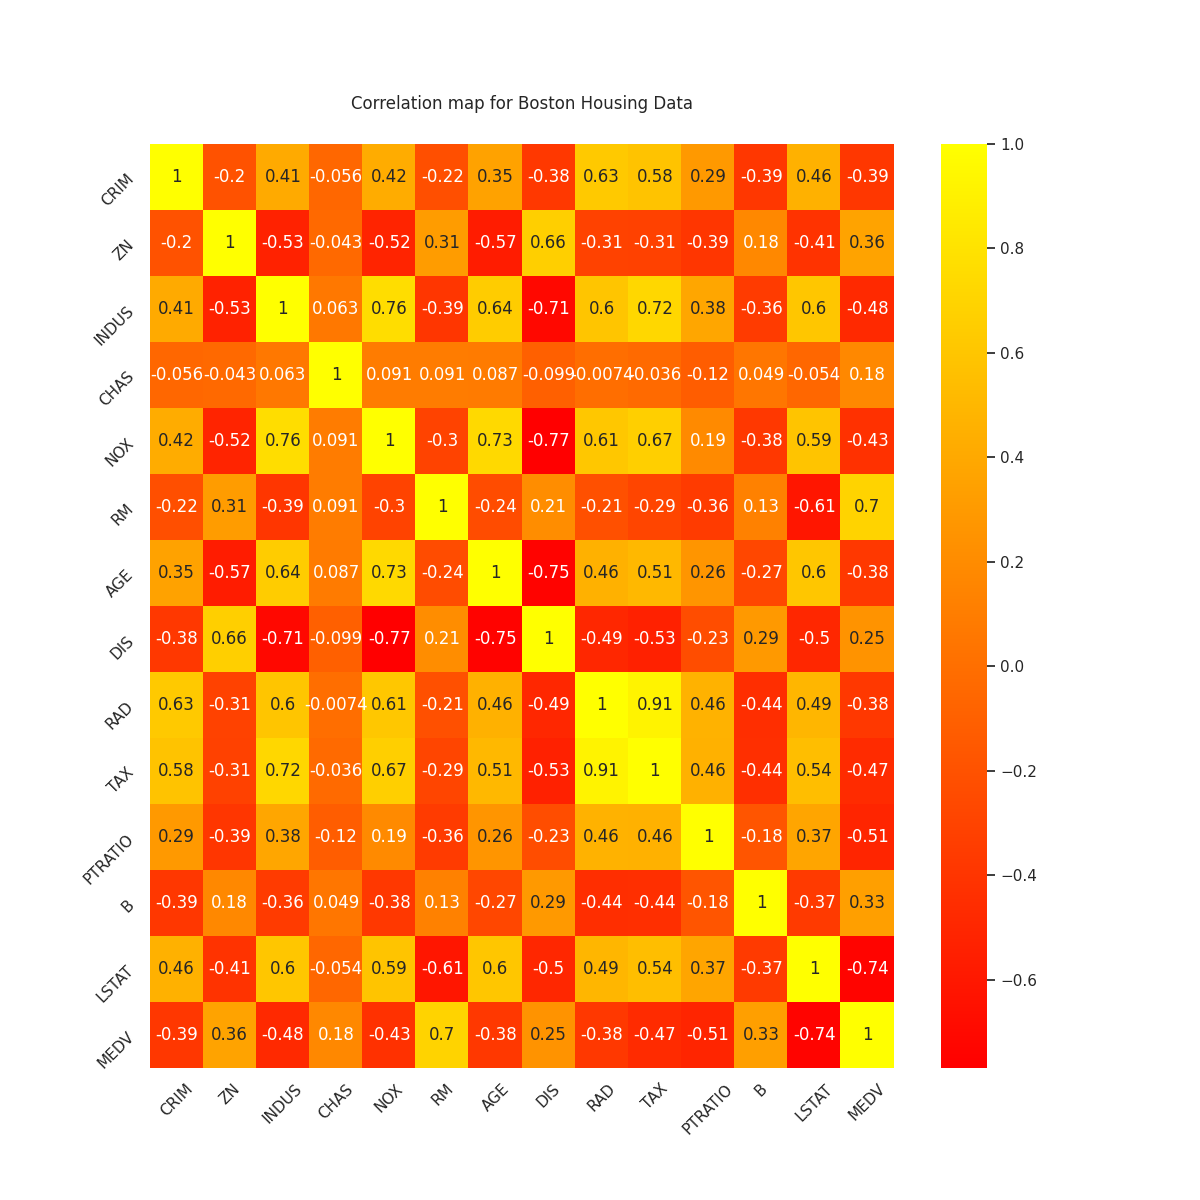 Correlation map for Boston Housing Data
CRIM 1 -0.2 0.41 -0.056 0.42 -0.22 0.35 -0.38 0.63 0.58 0.29 -0.39 0.46 -0.39
ZN -0.2 1 -0.53 -0.043 -0.52 0.31 -0.57 0.66 -0.31 -0.31 -0.39 0.18 -0.41 0.36
INDUS 0.41 -0.53 1 0.063 0.76 -0.39 0.64 -0.71 0.6 0.72 0.38 -0.36 0.6 -0.48
CHAS -0.056 -0.043 0.063 1 0.091 0.091 0.087 -0.099 -0.0074 -0.036 -0.12 0.049 -0.054 0.18
NOX 0.42 -0.52 0.76 0.091 1 -0.3 0.73 -0.77 0.61 0.67 0.19 -0.38 0.59 -0.43
RM -0.22 0.31 -0.39 0.091 -0.3 1 -0.24 0.21 -0.21 -0.29 -0.36 0.13 -0.61 0.7
AGE 0.35 -0.57 0.64 0.087 0.73 -0.24 1 -0.75 0.46 0.51 0.26 -0.27 0.6 -0.38
DIS -0.38 0.66 -0.71 -0.099 -0.77 0.21 -0.75 1 -0.49 -0.53 -0.23 0.29 -0.5 0.25
RAD 0.63 -0.31 0.6 -0.0074 0.61 -0.21 0.46 -0.49 1 0.91 0.46 -0.44 0.49 -0.38
TAX 0.58 -0.31 0.72 -0.036 0.67 -0.29 0.51 -0.53 0.91 1 0.46 -0.44 0.54 -0.47
PTRATIO 0.29 -0.39 0.38 -0.12 0.19 -0.36 0.26 -0.23 0.46 0.46 1 -0.18 0.37 -0.51
B -0.39 0.18 -0.36 0.049 -0.38 0.13 -0.27 0.29 -0.44 -0.44 -0.18 1 -0.37 0.33
LSTAT 0.46 -0.41 0.6 -0.054 0.59 -0.61 0.6 -0.5 0.49 0.54 0.37 -0.37 1 -0.74
MEDV -0.39 0.36 -0.48 0.18 -0.43 0.7 -0.38 0.25 -0.38 -0.47 -0.51 0.33 -0.74 1
CRIM ZN INDUS CHAS NOX RM AGE DIS RAD TAX PTRATIO B LSTAT MEDV
1.0
0.8
0.6
0.4
0.2
0.0
−0.2
−0.4
−0.6